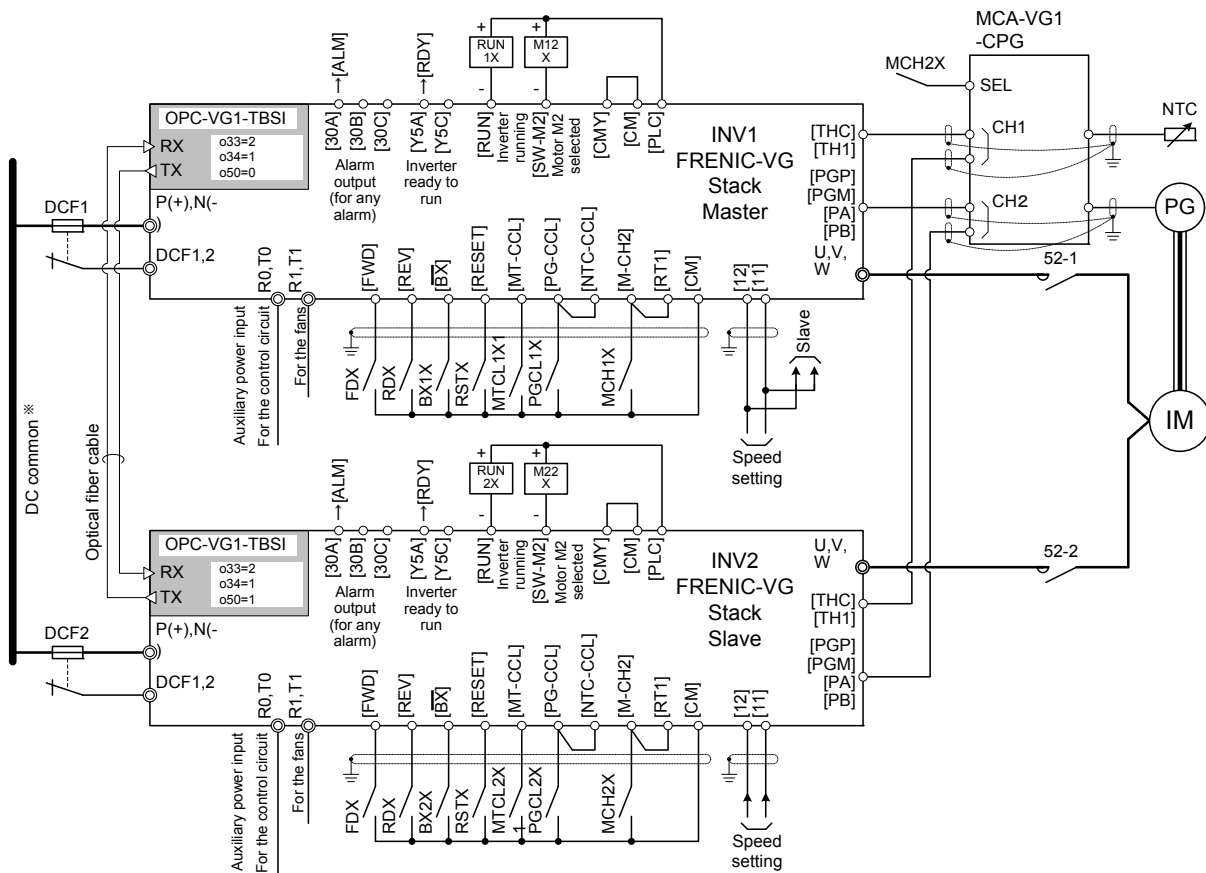 MCA-VG1
-CPG
MCH2X
SEL
CH1
CH2
NTC
PG
IM
52-1
52-2
+
RUN
1X
-
+
M12
X
-
→[ALM]
→[RDY]
OPC-VG1-TBSI
RX
TX
o33=2
o34=1
o50=0
[30A]
[30B]
[30C]
Alarm
output
(for any
alarm)
[Y5A]
[Y5C]
Inverter
ready to
run
[RUN]
Inverter
running
[SW-M2]
Motor M2
selected
[CMY]
[CM]
[PLC]
INV1
FRENIC-VG
Stack
Master
[THC]
[TH1]
[PGP]
[PGM]
[PA]
[PB]
U,V,
W
P(+),N(-
)
DCF1
DCF1,2
R0,T0
R1,T1
Auxiliary power input
For the control circuit
For the fans
[FWD]
[REV]
[BX]
[RESET]
[MT-CCL]
[PG-CCL]
[NTC-CCL]
[M-CH2]
[RT1]
[CM]
[12]
[11]
FDX
RDX
BX1X
RSTX
MTCL1X1
PGCL1X
MCH1X
Slave
Speed
setting
DC common※
Optical fiber cable
+
RUN
2X
-
+
M22
X
-
→[ALM]
→[RDY]
OPC-VG1-TBSI
RX
TX
o33=2
o34=1
o50=1
[30A]
[30B]
[30C]
Alarm
output
(for any
alarm)
[Y5A]
[Y5C]
Inverter
ready to
run
[RUN]
Inverter
running
[SW-M2]
Motor M2
selected
[CMY]
[CM]
[PLC]
INV2
FRENIC-VG
Stack
Slave
U,V,
W
[THC]
[TH1]
[PGP]
[PGM]
[PA]
[PB]
P(+),N(-
)
DCF2
DCF1,2
R0,T0
R1,T1
Auxiliary power input
For the control circuit
For the fans
[FWD]
[REV]
[BX]
[RESET]
[MT-CCL]
[PG-CCL]
[NTC-CCL]
[M-CH2]
[RT1]
[CM]
[12]
[11]
FDX
RDX
BX2X
RSTX
MTCL2X
1
PGCL2X
MCH2X
Speed
setting